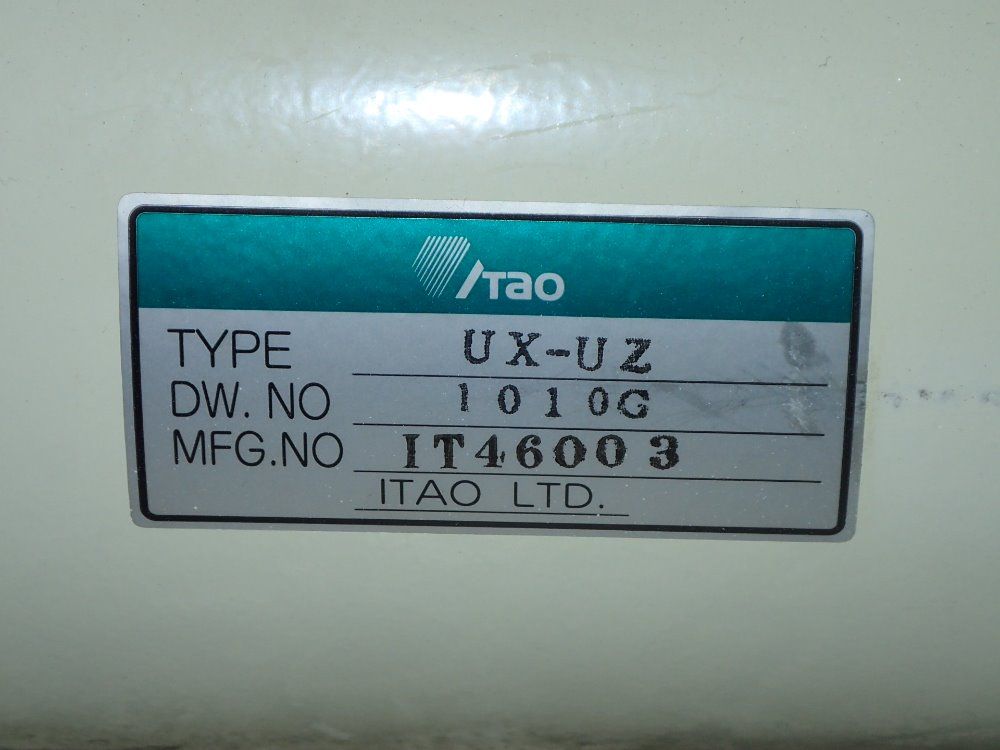 ITAO
TYPE UX-UZ
DW. NO 1010G
MFG.NO IT46003
ITAO LTD.